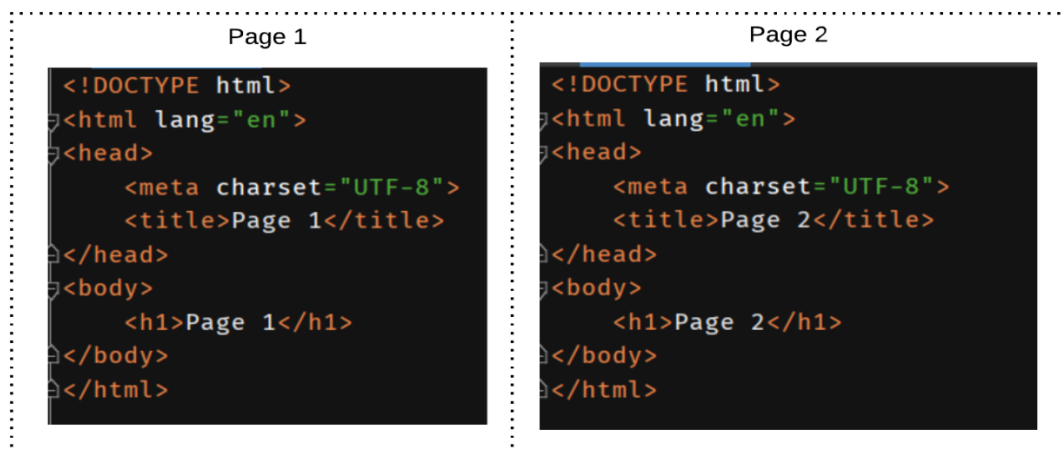 Page 1
<!DOCTYPE html>
<html lang="en">
<head>
    <meta charset="UTF-8">
    <title>Page 1</title>
</head>
<body>
    <h1>Page 1</h1>
</body>
</html>
Page 2
<!DOCTYPE html>
<html lang="en">
<head>
    <meta charset="UTF-8">
    <title>Page 2</title>
</head>
<body>
    <h1>Page 2</h1>
</body>
</html>